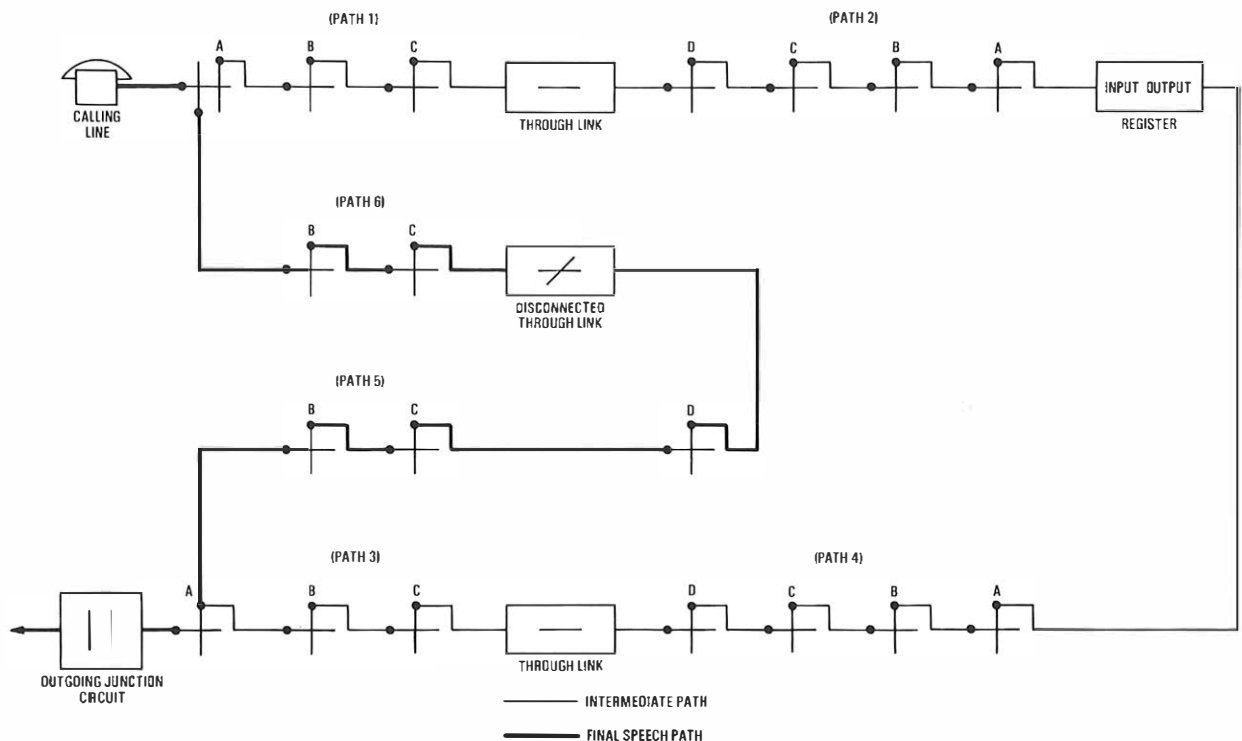 (PATH 1)
(PATH 2)
A
B
C
D
C
B
A
CALLING
LINE
THROUGH LINK
INPUT OUTPUT
REGISTER
(PATH 6)
B
C
DISCONNECTED
THROUGH LINK
(PATH 5)
B
C
D
(PATH 3)
(PATH 4)
A
B
C
D
C
B
A
OUTGOING JUNCTION
CIRCUIT
THROUGH LINK
INTERMEDIATE PATH
FINAL SPEECH PATH